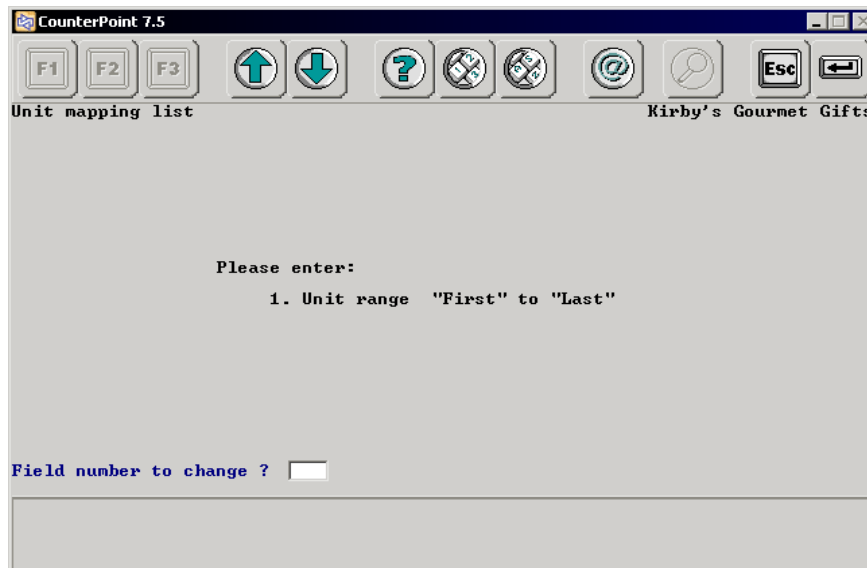 CounterPoint 7.5
F1 F2 F3 ? @ Esc
Unit mapping list Kirby's Gourmet Gifts
Please enter:
1. Unit range "First" to "Last"
Field number to change ?